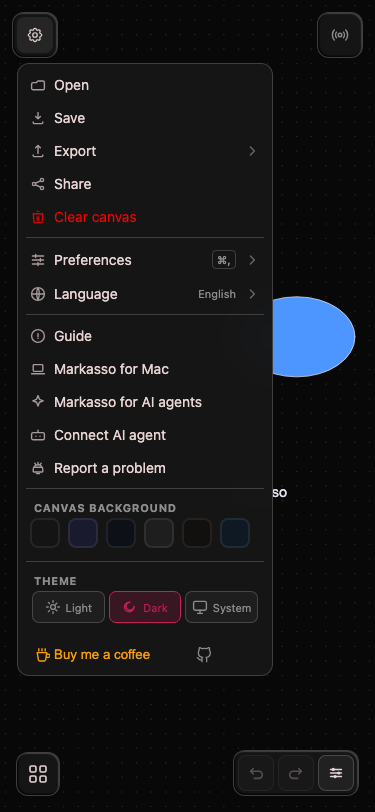 Open
Save
Export
Share
Clear canvas
Preferences ⌘,
Language English
Guide
Markasso for Mac
Markasso for AI agents
Connect AI agent
Report a problem
so
CANVAS BACKGROUND
THEME
Light Dark System
Buy me a coffee